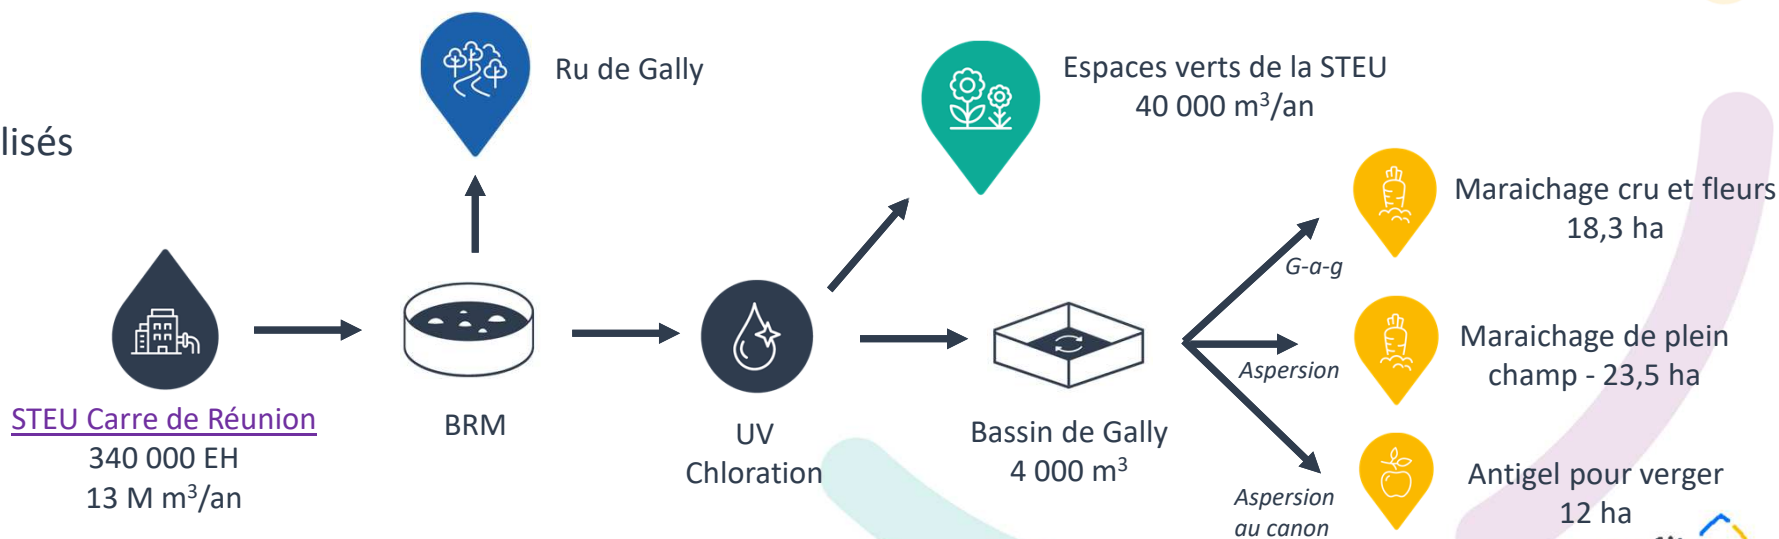 lisés
Ru de Gally
Espaces verts de la STEU
40 000 m³/an
STEU Carre de Réunion
340 000 EH
13 M m³/an
BRM
UV
Chloration
Bassin de Gally
4 000 m³
G-a-g
Maraichage cru et fleurs
18,3 ha
Aspersion
Maraichage de plein
champ - 23,5 ha
Aspersion
au canon
Antigel pour verger
12 ha